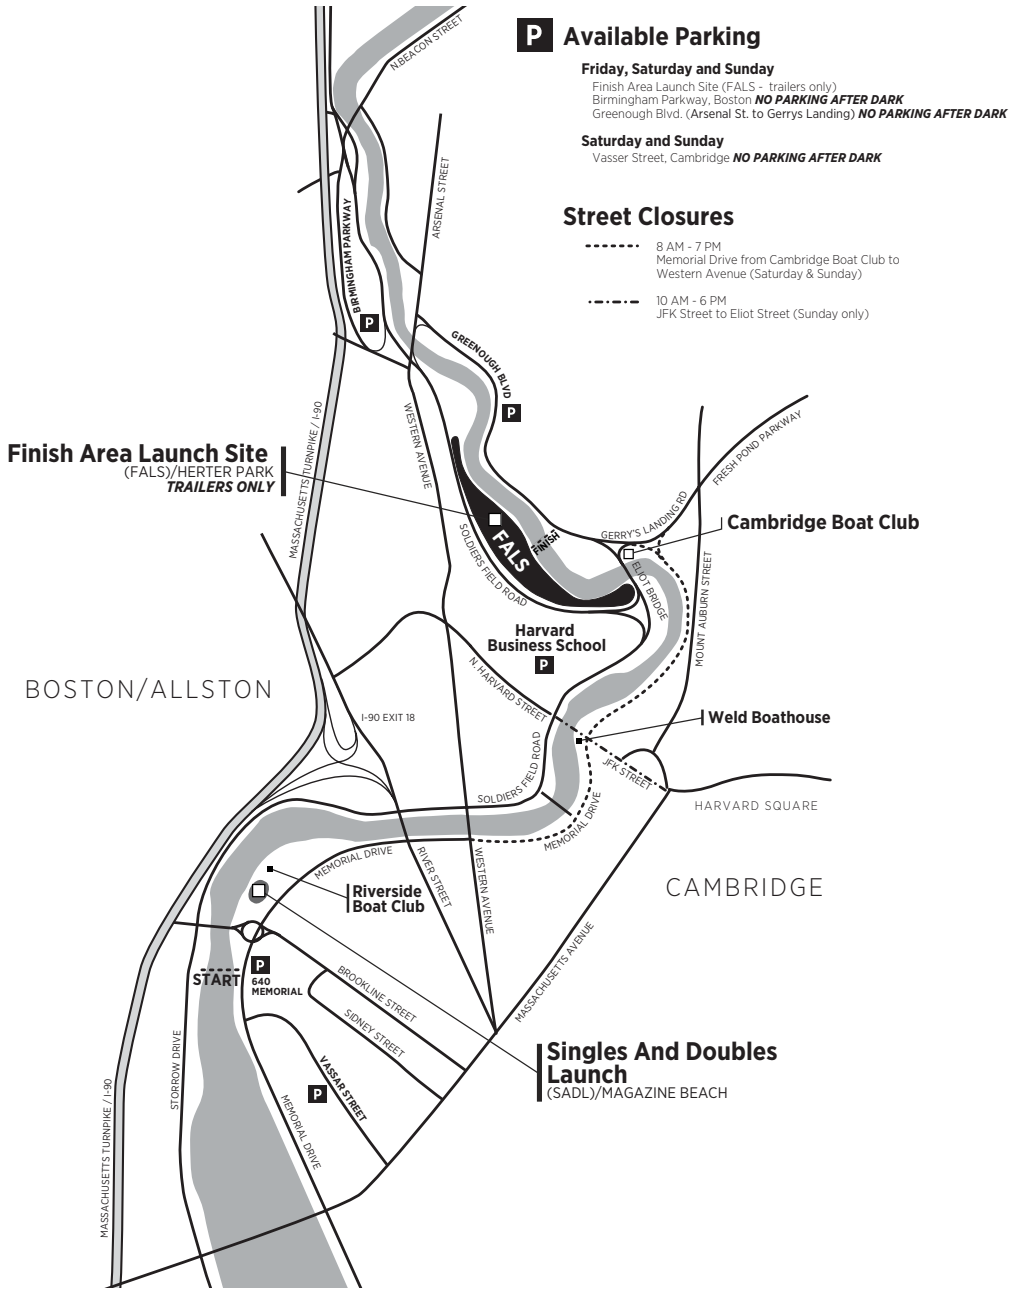 P Available Parking
Friday, Saturday and Sunday
Finish Area Launch Site (FALS - trailers only)
Birmingham Parkway, Boston NO PARKING AFTER DARK
Greenough Blvd. (Arsenal St. to Gerrys Landing) NO PARKING AFTER DARK
Saturday and Sunday
Vasser Street, Cambridge NO PARKING AFTER DARK
Street Closures
8 AM - 7 PM
Memorial Drive from Cambridge Boat Club to
Western Avenue (Saturday & Sunday)
10 AM - 6 PM
JFK Street to Eliot Street (Sunday only)
N.BEACON STREET
ARSENAL STREET
BIRMINGHAM PARKWAY
P
GREENOUGH BLVD
P
WESTERN AVENUE
MASSACHUSETTS TURNPIKE / I-90
Finish Area Launch Site
(FALS)/HERTER PARK
TRAILERS ONLY
FRESH POND PARKWAY
GERRY'S LANDING RD
Cambridge Boat Club
FALS
FINISH
SOLDIERS FIELD ROAD
ELIOT BRIDGE
MOUNT AUBURN STREET
Harvard
Business School
P
BOSTON/ALLSTON
N. HARVARD STREET
I-90 EXIT 18
Weld Boathouse
SOLDIERS FIELD ROAD
JFK STREET
HARVARD SQUARE
MEMORIAL DRIVE
MEMORIAL DRIVE
RIVER STREET
WESTERN AVENUE
Riverside
Boat Club
CAMBRIDGE
MASSACHUSETTS AVENUE
START
P
640
MEMORIAL
BROOKLINE STREET
SIDNEY STREET
VASSAR STREET
P
Singles And Doubles
Launch
(SADL)/MAGAZINE BEACH
STORROW DRIVE
MEMORIAL DRIVE
MASSACHUSETTS TURNPIKE / I-90